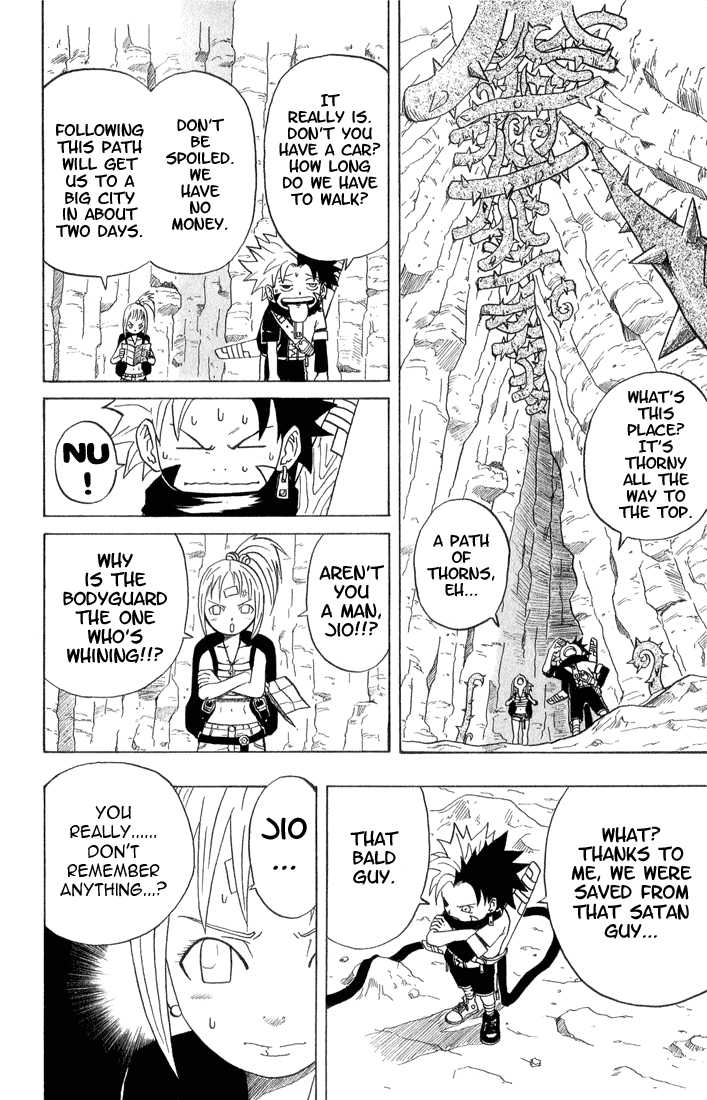 WHAT'S
THIS
PLACE?
IT'S
THORNY
ALL THE
WAY TO
THE TOP.
A PATH
OF
THORNS,
EH...
IT
REALLY IS.
DON'T YOU
HAVE A CAR?
HOW LONG
DO WE HAVE
TO WALK?
DON'T
BE
SPOILED.
WE
HAVE
NO
MONEY.
FOLLOWING
THIS PATH
WILL GET
US TO A
BIG CITY
IN ABOUT
TWO DAYS.
NU
!
AREN'T
YOU
A MAN,
JIO!!?
WHY
IS THE
BODYGUARD
THE ONE
WHO'S
WHINING!!?
WHAT?
THANKS TO
ME, WE WERE
SAVED FROM
THAT SATAN
GUY...
THAT
BALD
GUY.
JIO
...
YOU
REALLY......
DON'T
REMEMBER
ANYTHING...?